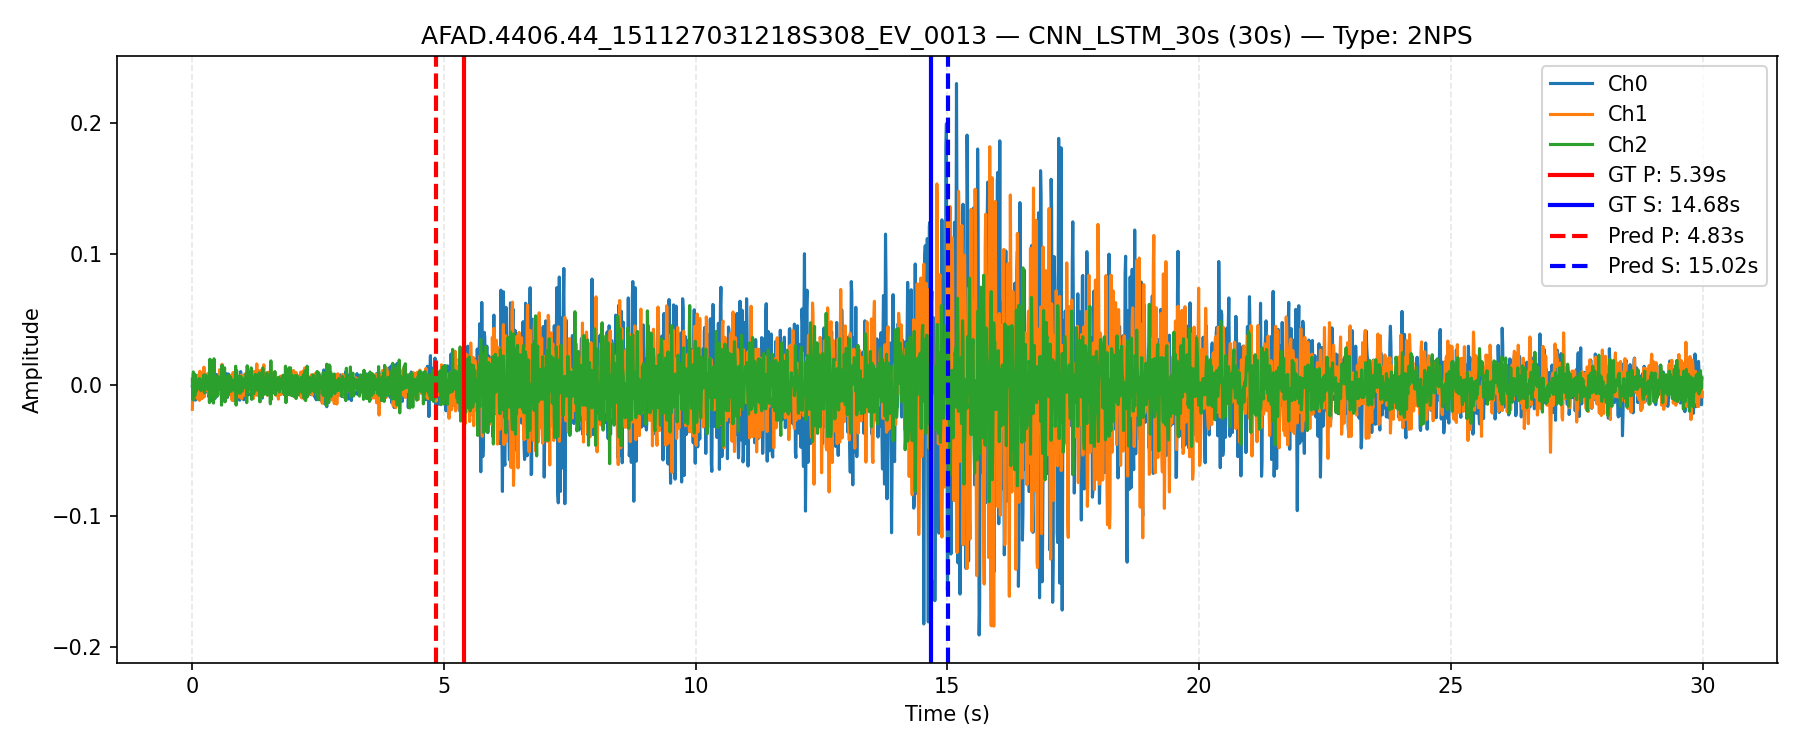 AFAD.4406.44_151127031218S308_EV_0013 — CNN_LSTM_30s (30s) — Type: 2NPS
Ch0
Ch1
Ch2
GT P: 5.39s
GT S: 14.68s
Pred P: 4.83s
Pred S: 15.02s
Amplitude
0.2
0.1
0.0
−0.1
−0.2
0 5 10 15 20 25 30
Time (s)